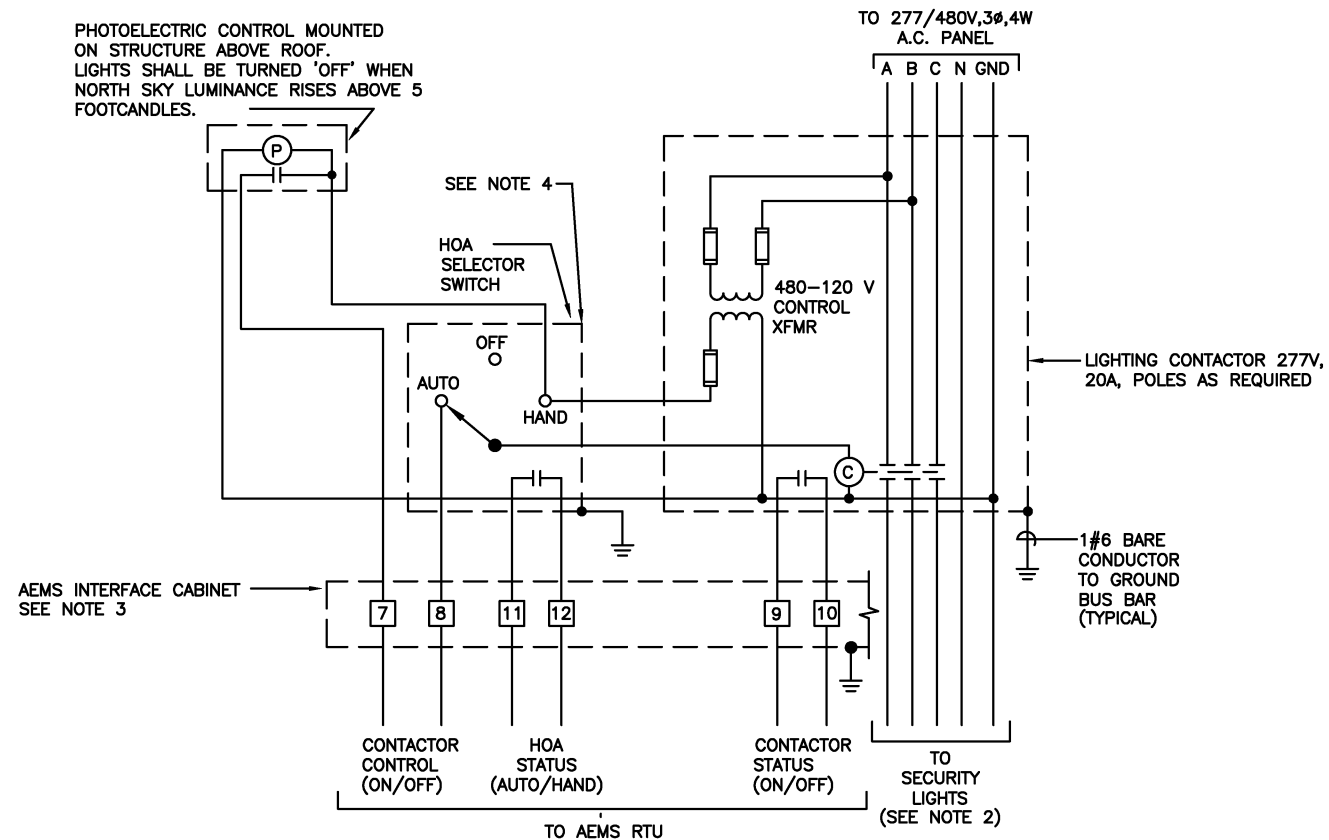 PHOTOELECTRIC CONTROL MOUNTED
ON STRUCTURE ABOVE ROOF.
LIGHTS SHALL BE TURNED 'OFF' WHEN
NORTH SKY LUMINANCE RISES ABOVE 5
FOOTCANDLES.
TO 277/480V,3ø,4W
A.C. PANEL
A B C N GND
P
SEE NOTE 4
HOA
SELECTOR
SWITCH
480-120 V
CONTROL
XFMR
OFF
AUTO
HAND
LIGHTING CONTACTOR 277V,
20A, POLES AS REQUIRED
C
1#6 BARE
CONDUCTOR
TO GROUND
BUS BAR
(TYPICAL)
AEMS INTERFACE CABINET
SEE NOTE 3
7 8 11 12 9 10
CONTACTOR
CONTROL
(ON/OFF)
HOA
STATUS
(AUTO/HAND)
CONTACTOR
STATUS
(ON/OFF)
TO
SECURITY
LIGHTS
(SEE NOTE 2)
TO AEMS RTU